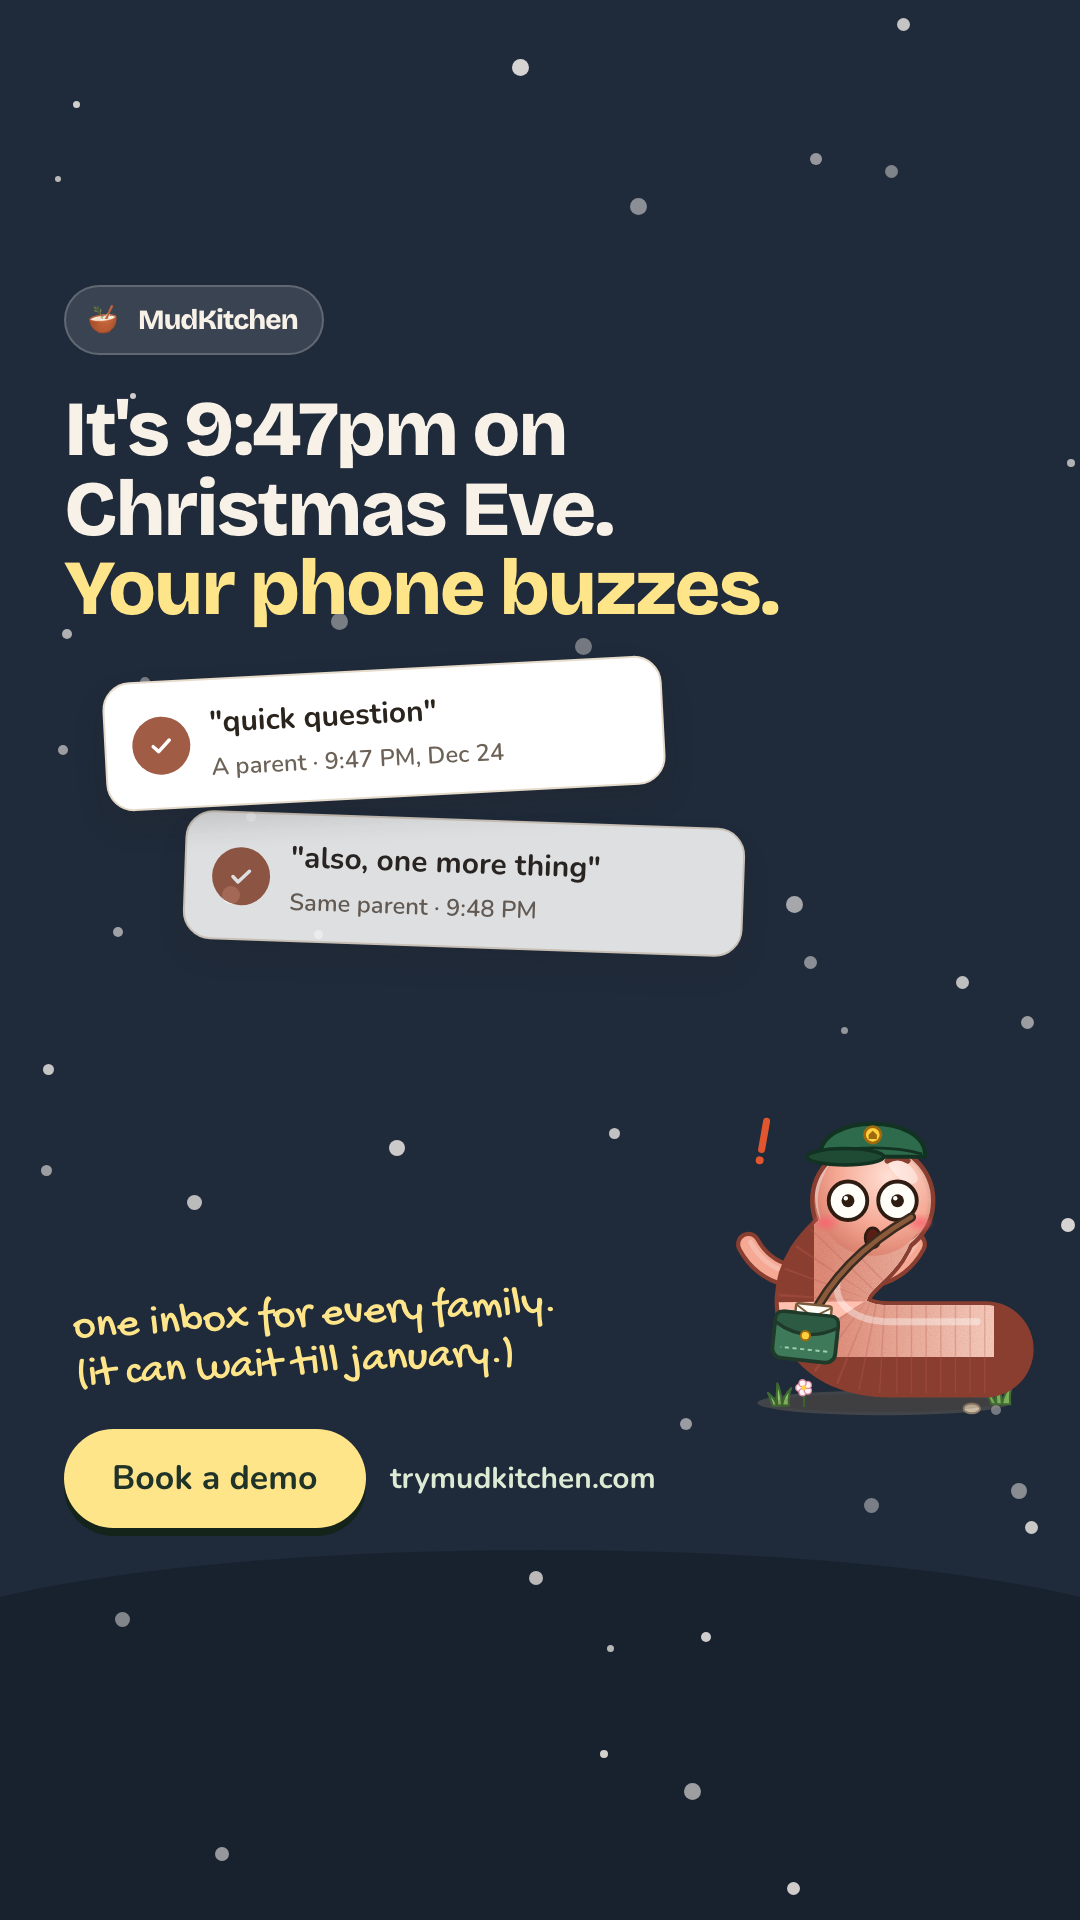 MudKitchen
It's 9:47pm on
Christmas Eve.
Your phone buzzes.
"quick question"
A parent · 9:47 PM, Dec 24
"also, one more thing"
Same parent · 9:48 PM
!
one inbox for every family.
(it can wait till january.)
Book a demo
trymudkitchen.com